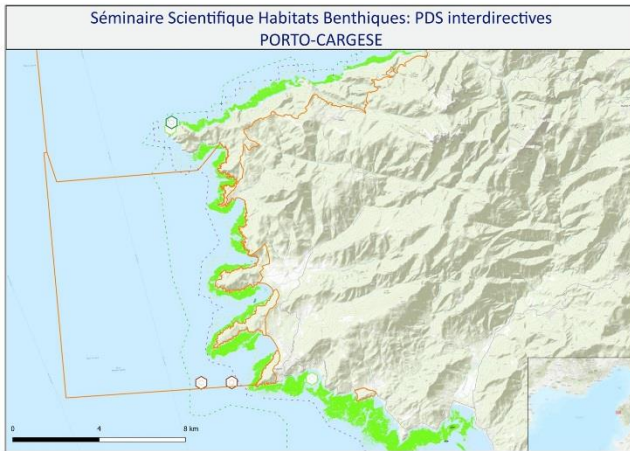 Séminaire Scientifique Habitats Benthiques: PDS interdirectives
PORTO-CARGESE
0 4 8 km